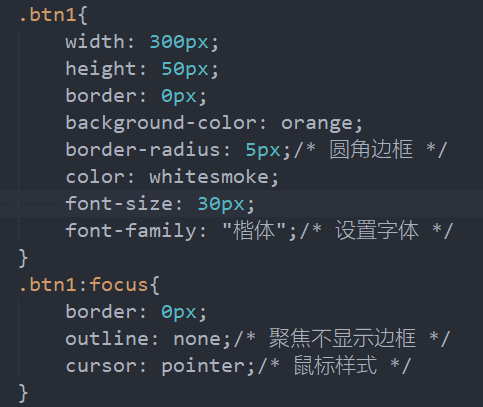 .btn1{
width: 300px;
height: 50px;
border: 0px;
background-color: orange;
border-radius: 5px;/* 圆角边框 */
color: whitesmoke;
font-size: 30px;
font-family: "楷体";/* 设置字体 */
}
.btn1:focus{
border: 0px;
outline: none;/* 聚焦不显示边框 */
cursor: pointer;/* 鼠标样式 */
}